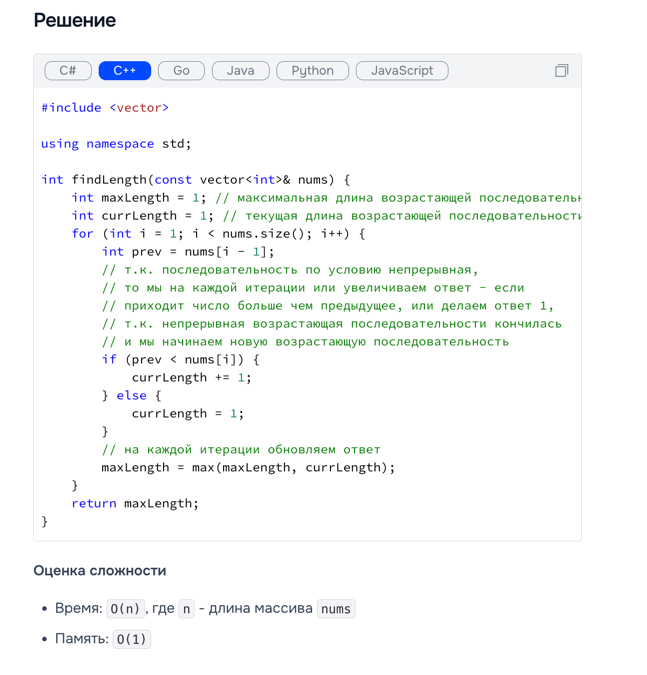 Решение
C# C++ Go Java Python JavaScript
#include <vector>
using namespace std;
int findLength(const vector<int>& nums) {
int maxLength = 1; // максимальная длина возрастающей последователь
int currLength = 1; // текущая длина возрастающей последовательности
for (int i = 1; i < nums.size(); i++) {
int prev = nums[i - 1];
// т.к. последовательность по условию непрерывная,
// то мы на каждой итерации или увеличиваем ответ - если
// приходит число больше чем предыдущее, или делаем ответ 1,
// т.к. непрерывная возрастающая последовательности кончилась
// и мы начинаем новую возрастающую последовательность
if (prev < nums[i]) {
currLength += 1;
} else {
currLength = 1;
}
// на каждой итерации обновляем ответ
maxLength = max(maxLength, currLength);
}
return maxLength;
}
Оценка сложности
• Время: O(n), где n - длина массива nums
• Память: O(1)